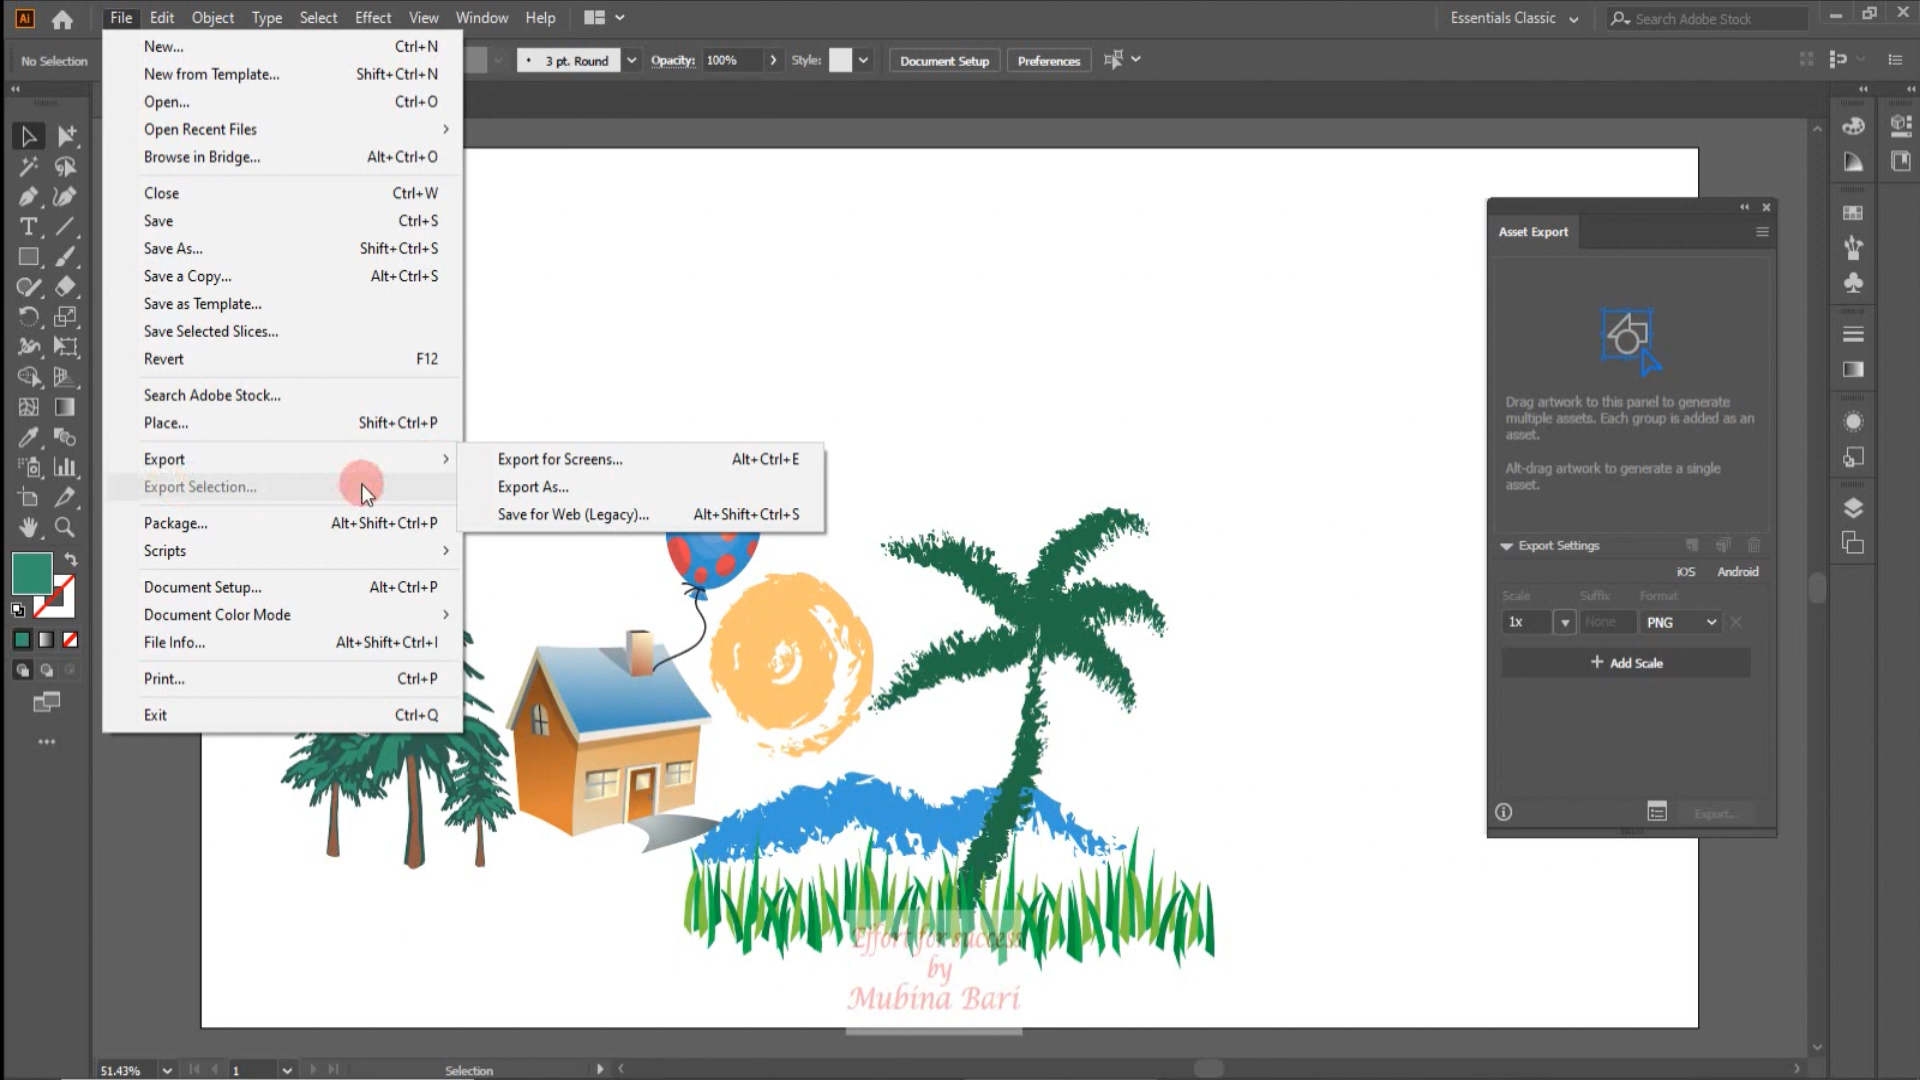 Ai
File Edit Object Type Select Effect View Window Help
Essentials Classic
Search Adobe Stock
No Selection
3 pt. Round
Opacity: 100%
Style:
Document Setup
Preferences
New... Ctrl+N
New from Template... Shift+Ctrl+N
Open... Ctrl+O
Open Recent Files
Browse in Bridge... Alt+Ctrl+O
Close Ctrl+W
Save Ctrl+S
Save As... Shift+Ctrl+S
Save a Copy... Alt+Ctrl+S
Save as Template...
Save Selected Slices...
Revert F12
Search Adobe Stock...
Place... Shift+Ctrl+P
Export
Export Selection...
Package... Alt+Shift+Ctrl+P
Scripts
Document Setup... Alt+Ctrl+P
Document Color Mode
File Info... Alt+Shift+Ctrl+I
Print... Ctrl+P
Exit Ctrl+Q
Export for Screens... Alt+Ctrl+E
Export As...
Save for Web (Legacy)... Alt+Shift+Ctrl+S
Asset Export
Drag artwork to this panel to generate
multiple assets. Each group is added as an
asset.
Alt-drag artwork to generate a single
asset.
Export Settings
iOS Android
Scale Suffix Format
1x None PNG
+ Add Scale
Export...
Effort for success
by
Mubina Bari
51.43% 1 Selection